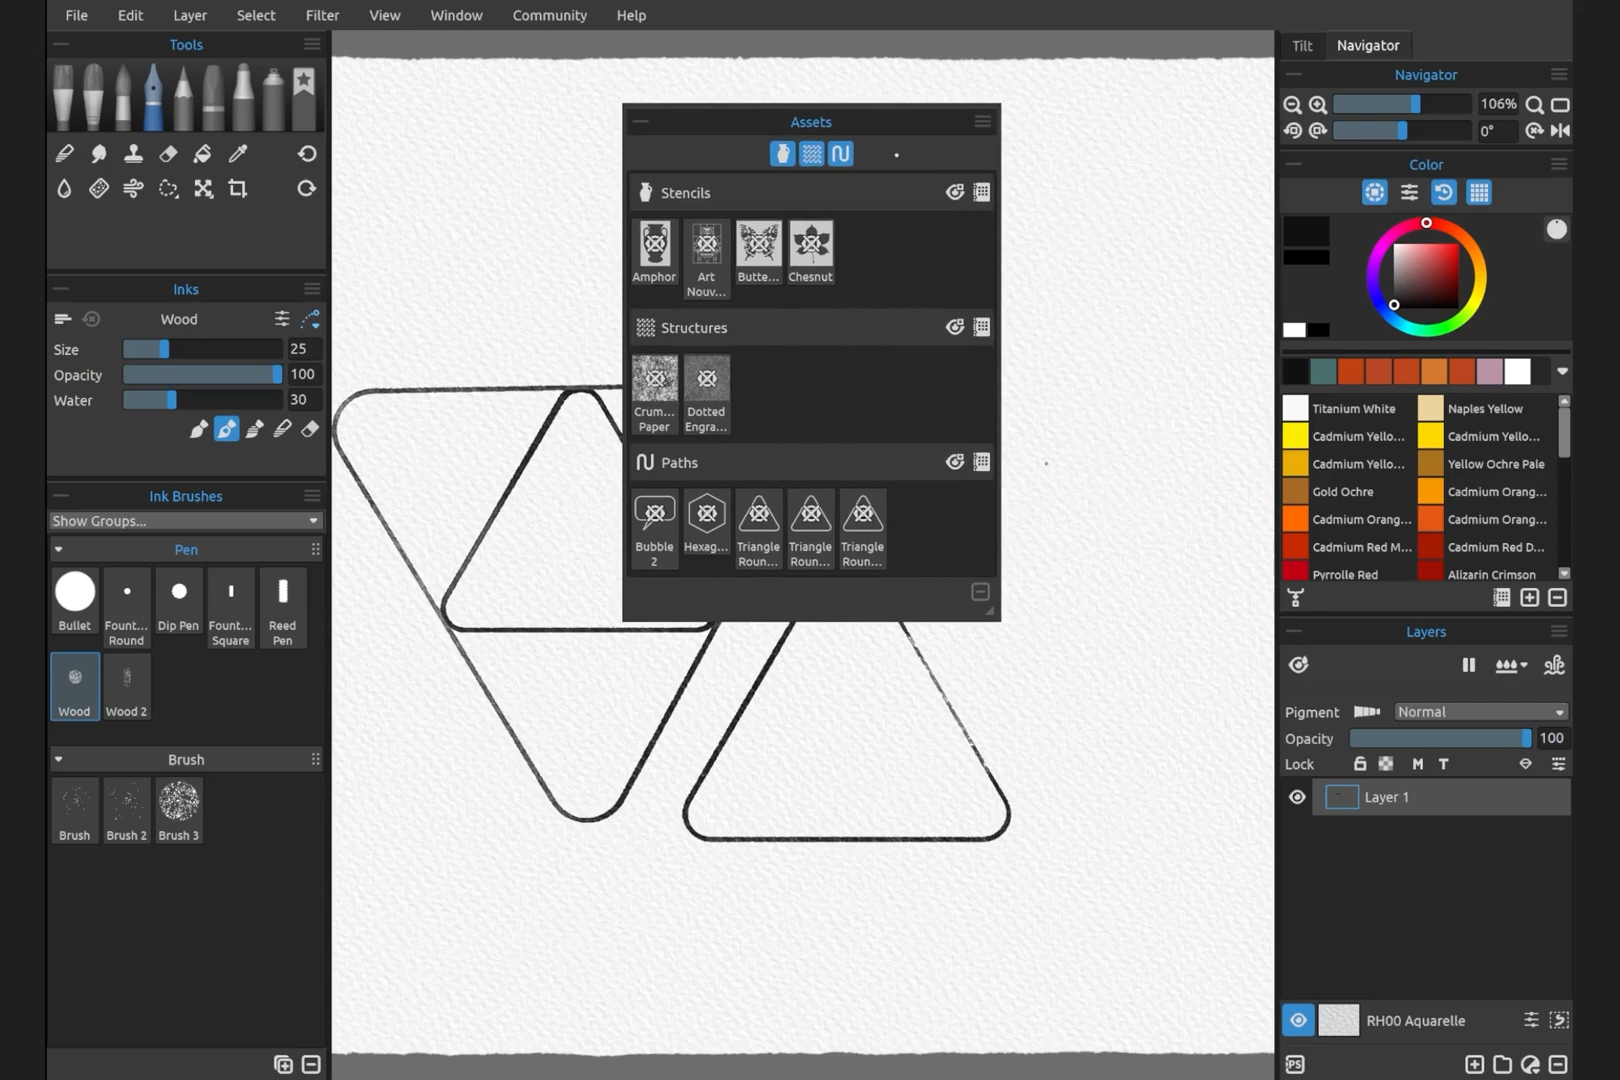 File Edit Layer Select Filter View Window Community Help
Tools
Inks
Wood
Size 25
Opacity 100
Water 30
Ink Brushes
Show Groups...
Pen
Bullet
Fount... Round
Dip Pen
Fount... Square
Reed Pen
Wood
Wood 2
Brush
Brush
Brush 2
Brush 3
Assets
Stencils
Amphor
Art Nouv...
Butte...
Chesnut
Structures
Crum... Paper
Dotted Engra...
Paths
Bubble 2
Hexag...
Triangle Roun...
Triangle Roun...
Triangle Roun...
Tilt Navigator
Navigator
106%
0°
Color
Titanium White Naples Yellow
Cadmium Yello... Cadmium Yello...
Cadmium Yello... Yellow Ochre Pale
Gold Ochre Cadmium Orang...
Cadmium Orang... Cadmium Orang...
Cadmium Red M... Cadmium Red D...
Pyrrolle Red Alizarin Crimson
Layers
Pigment Normal
Opacity 100
Lock M T
Layer 1
RH00 Aquarelle
PS